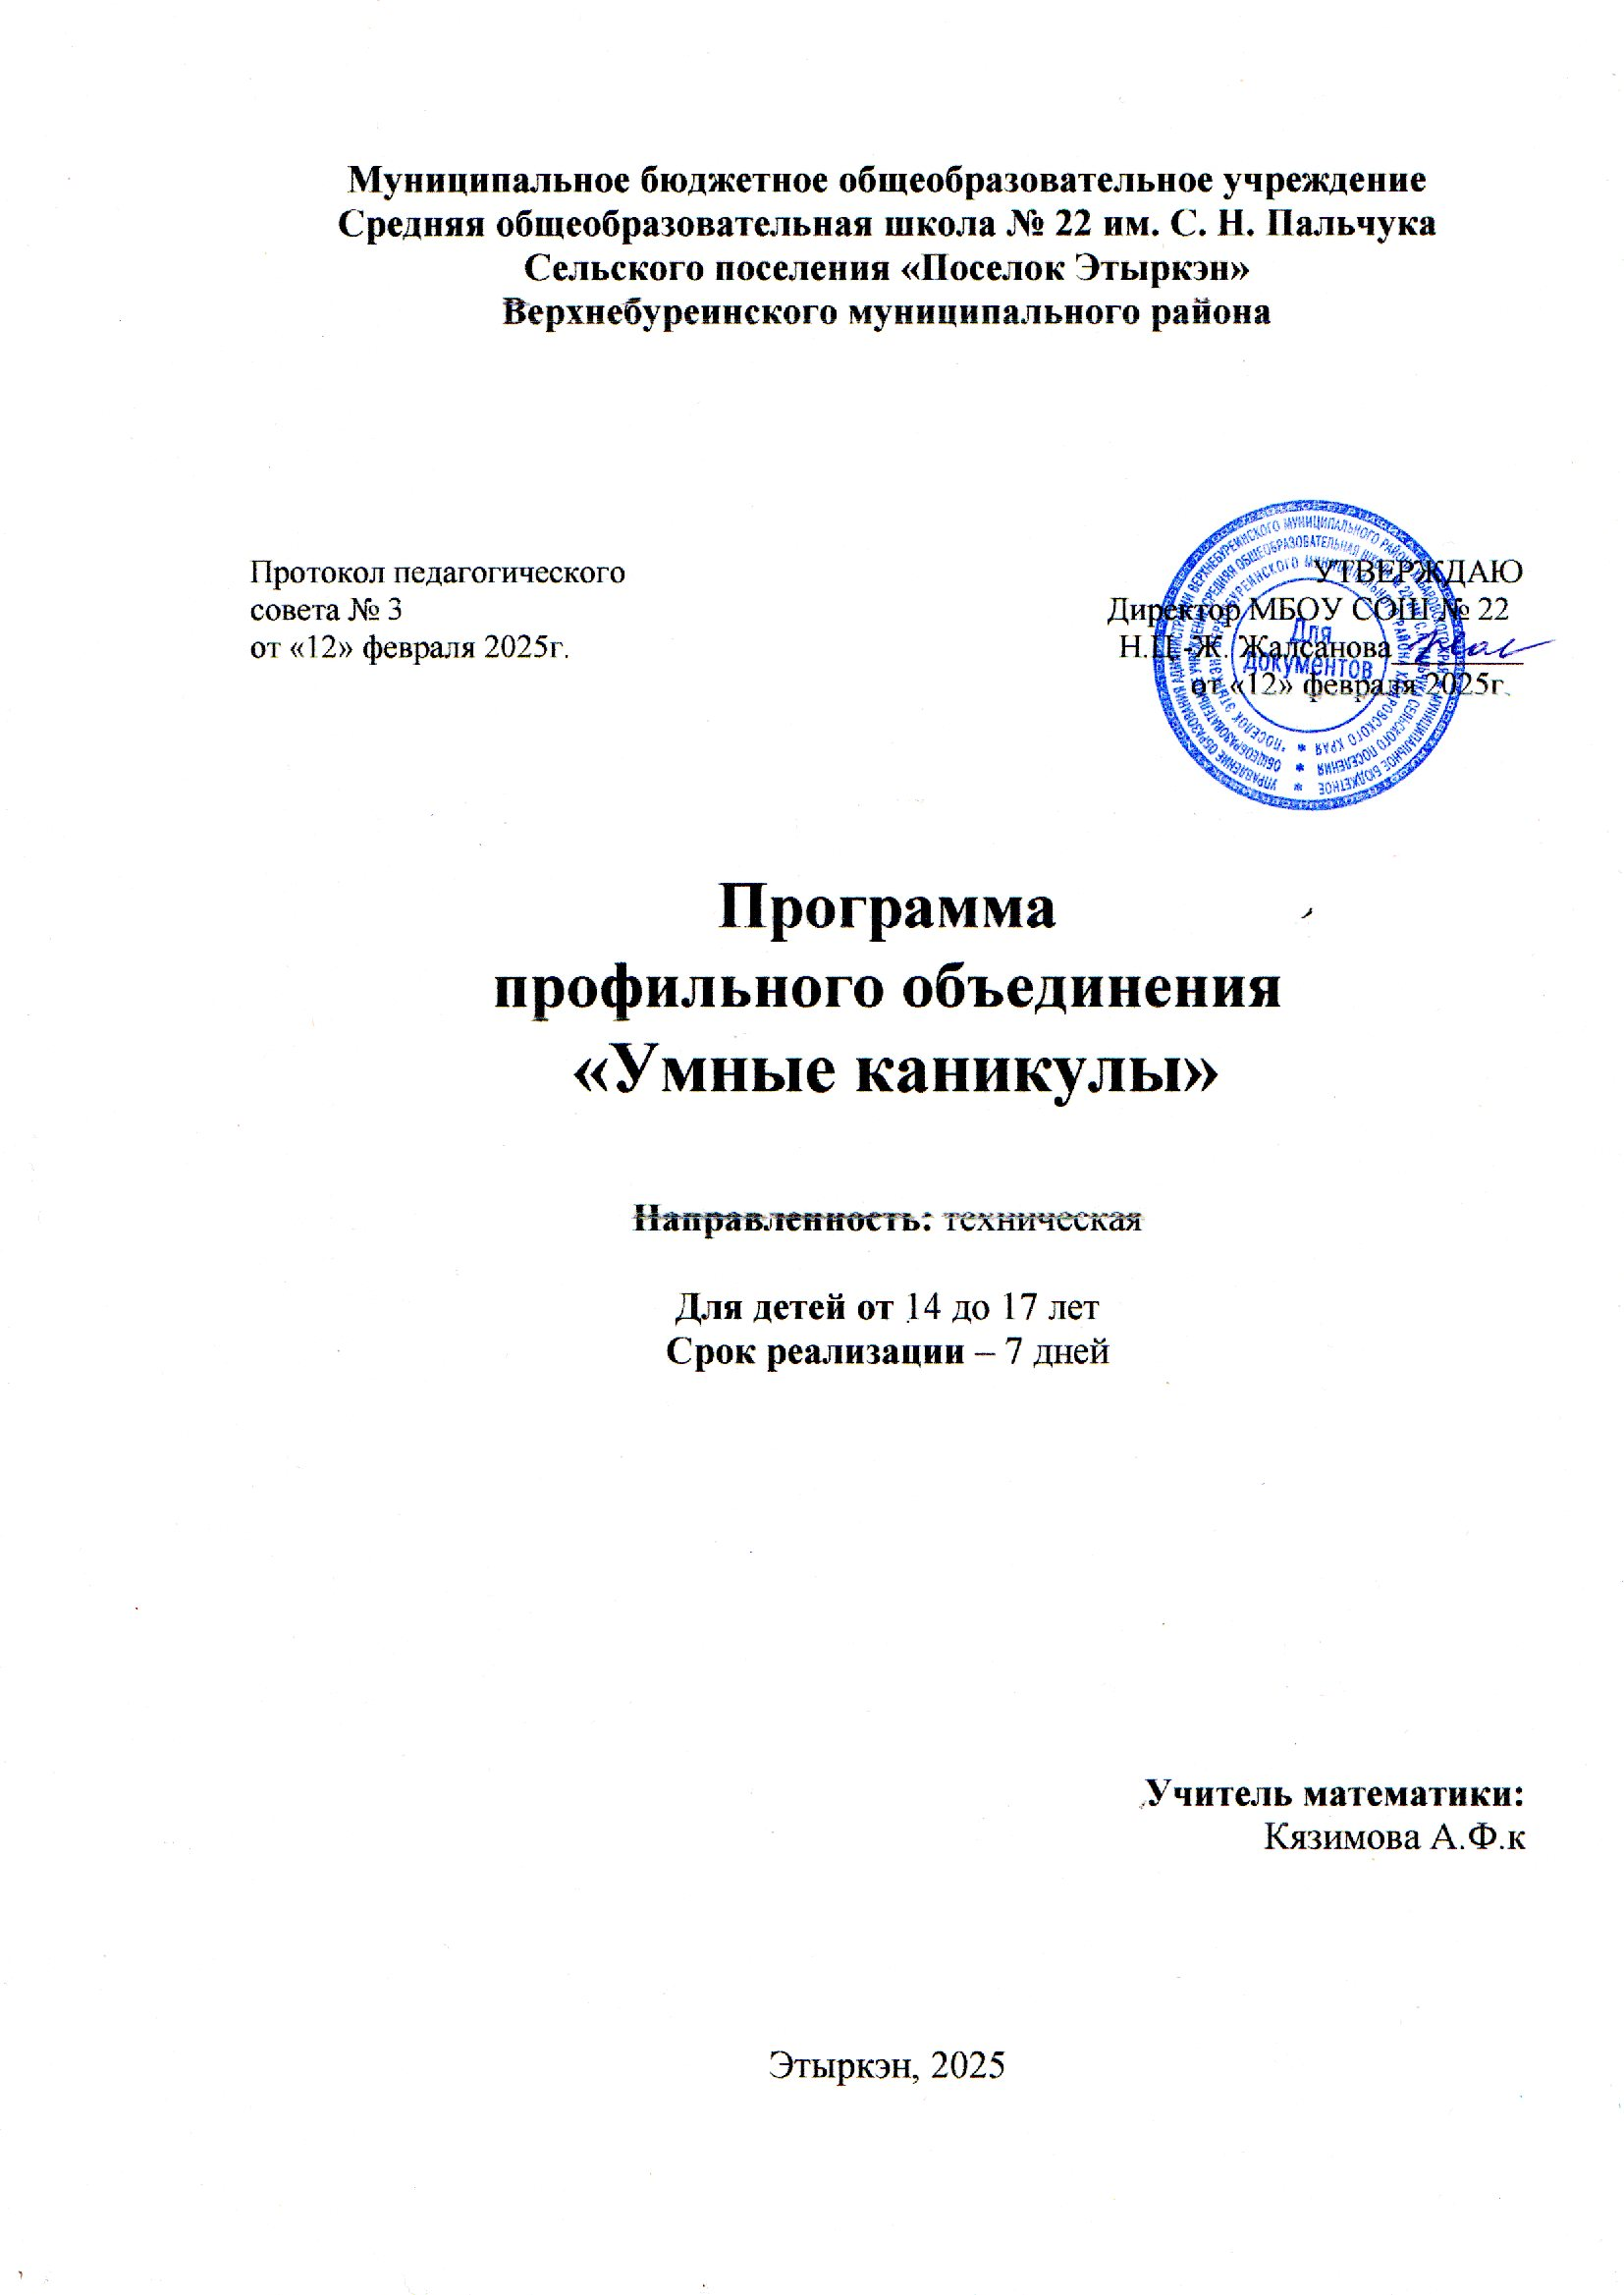 Муниципальное бюджетное общеобразовательное учреждение
Средняя общеобразовательная школа № 22 им. С. Н. Пальчука
Сельского поселения «Поселок Этыркэн»
Верхнебуреинского муниципального района
Протокол педагогического
совета № 3
от «12» февраля 2025г.
УТВЕРЖДАЮ
Директор МБОУ СОШ № 22
Н.Ц.-Ж. Жалсанова
от «12» февраля 2025г.
Для
документов
Программа
профильного объединения
«Умные каникулы»
Направленность: техническая
Для детей от 14 до 17 лет
Срок реализации – 7 дней
Учитель математики:
Кязимова А.Ф.к
Этыркэн, 2025